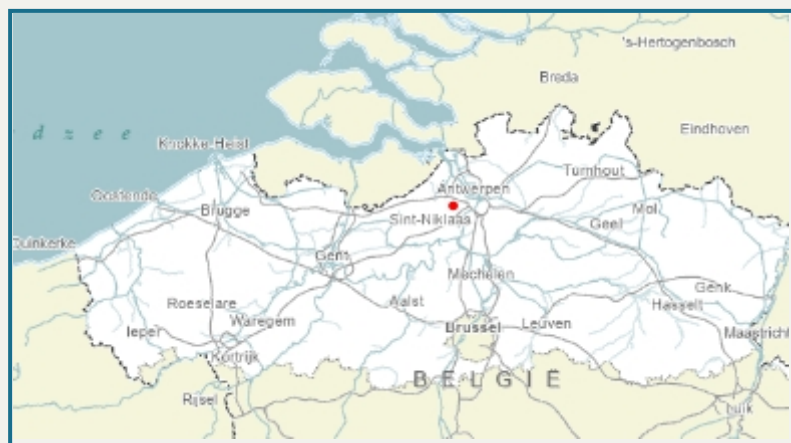 's-Hertogenbosch
Breda
Eindhoven
d z e e
Knokke-Heist
Turnhout
Antwerpen
Oostende
Brugge
Mol
Sint-Niklaas
Geel
Duinkerke
Gent
Mechelen
Genk
Roeselare
Aalst
Hasselt
Waregem
Brussel
Leuven
Ieper
Maastricht
Kortrijk
BELGIË
Rijsel
Luik